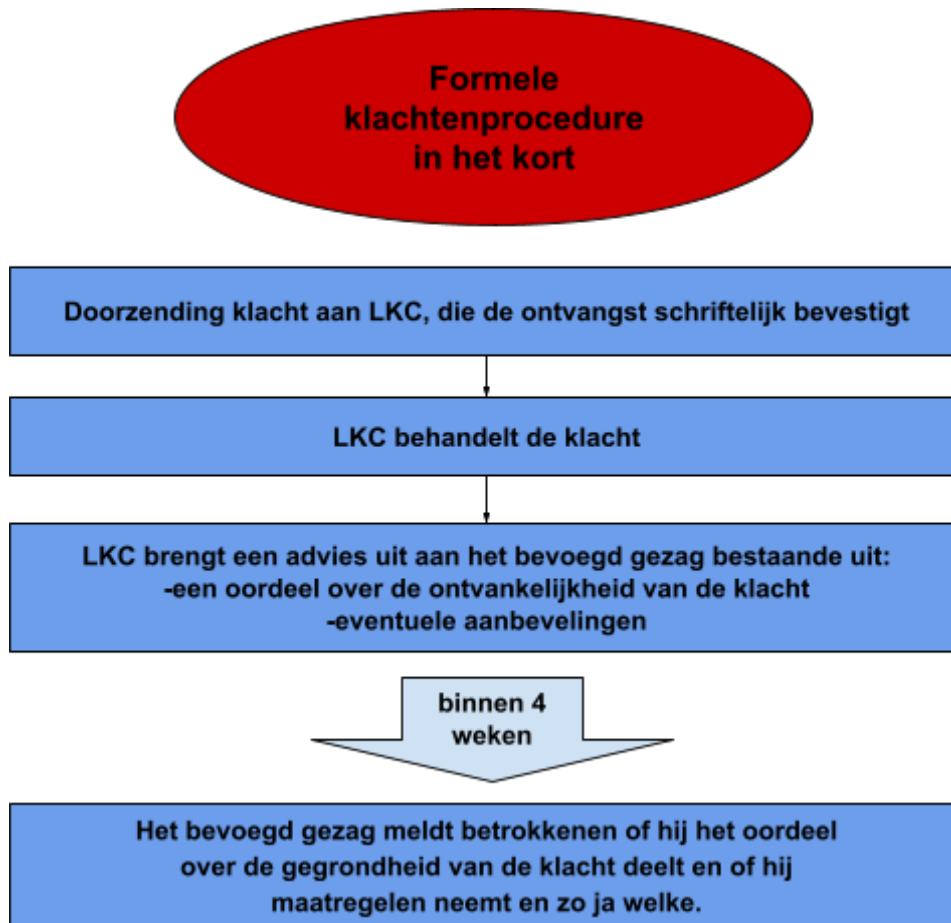 Formele
klachtenprocedure
in het kort
Doorzending klacht aan LKC, die de ontvangst schriftelijk bevestigt
LKC behandelt de klacht
LKC brengt een advies uit aan het bevoegd gezag bestaande uit:
-een oordeel over de ontvankelijkheid van de klacht
-eventuele aanbevelingen
binnen 4
weken
Het bevoegd gezag meldt betrokkenen of hij het oordeel
over de gegrondheid van de klacht deelt en of hij
maatregelen neemt en zo ja welke.